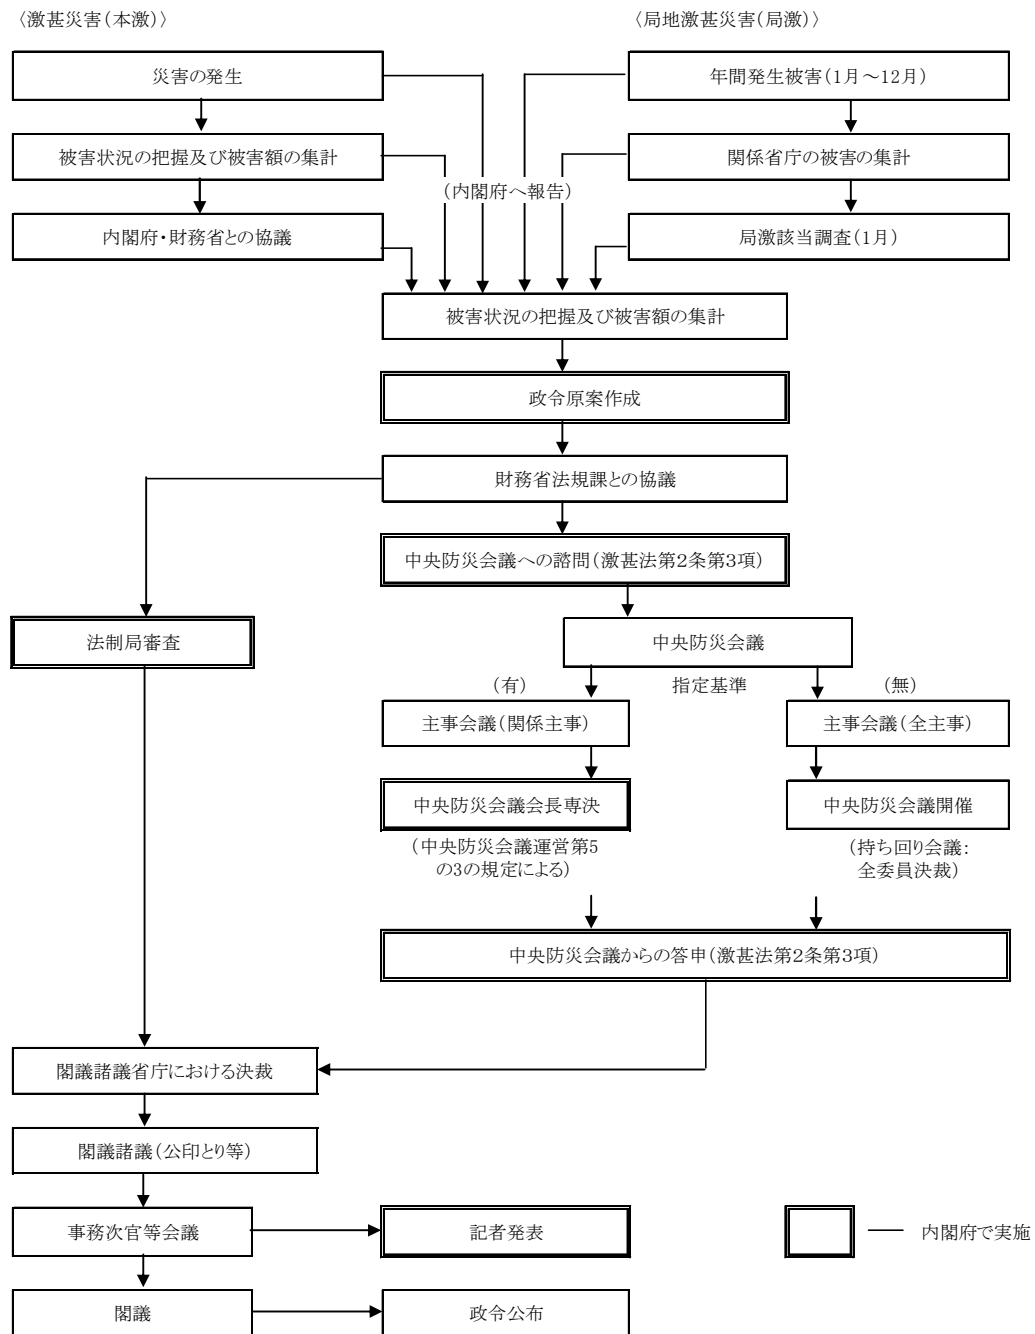 〈激甚災害(本激)〉
〈局地激甚災害(局激)〉
災害の発生
年間発生被害(1月～12月)
被害状況の把握及び被害額の集計
関係省庁の被害の集計
(内閣府へ報告)
内閣府・財務省との協議
局激該当調査(1月)
被害状況の把握及び被害額の集計
政令原案作成
財務省法規課との協議
中央防災会議への諮問(激甚法第2条第3項)
法制局審査
中央防災会議
(有)
指定基準
(無)
主事会議(関係主事)
主事会議(全主事)
中央防災会議会長専決
中央防災会議開催
(中央防災会議運営第5
の3の規定による)
(持ち回り会議:
全委員決裁)
中央防災会議からの答申(激甚法第2条第3項)
閣議諸議省庁における決裁
閣議諸議(公印とり等)
事務次官等会議
記者発表
内閣府で実施
閣議
政令公布